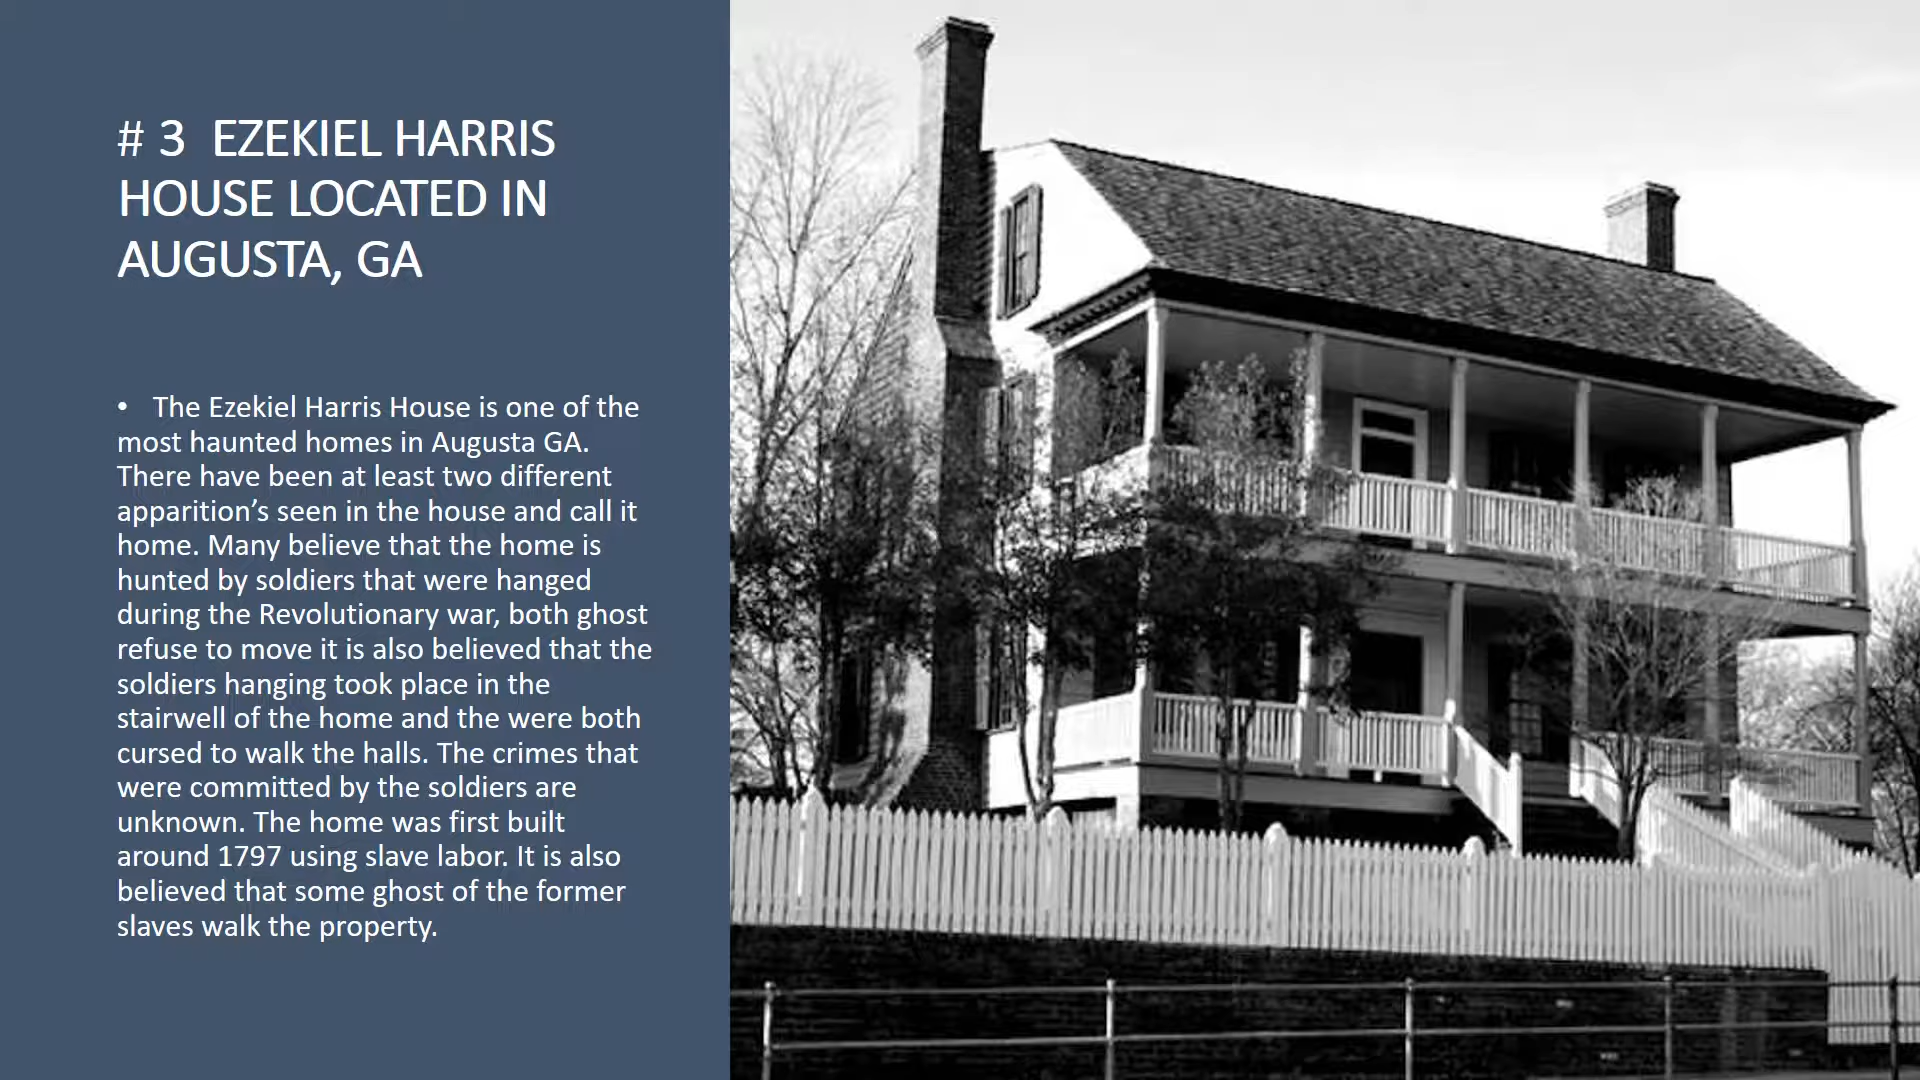 # 3  EZEKIEL HARRIS
HOUSE LOCATED IN
AUGUSTA, GA
• The Ezekiel Harris House is one of the
most haunted homes in Augusta GA.
There have been at least two different
apparition’s seen in the house and call it
home. Many believe that the home is
hunted by soldiers that were hanged
during the Revolutionary war, both ghost
refuse to move it is also believed that the
soldiers hanging took place in the
stairwell of the home and the were both
cursed to walk the halls. The crimes that
were committed by the soldiers are
unknown. The home was first built
around 1797 using slave labor. It is also
believed that some ghost of the former
slaves walk the property.